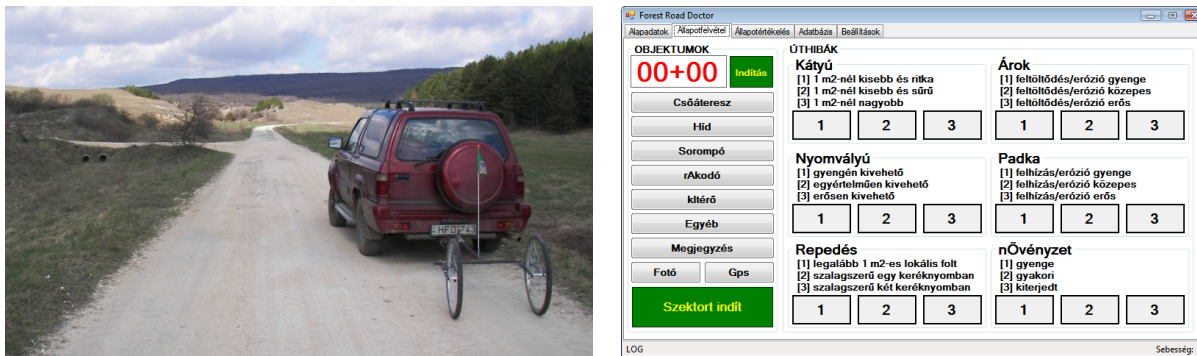 HFD 743
Forest Road Doctor
Alapadatok Állapotfelvétel Állapotértékelés Adatbázis Beállítások
OBJEKTUMOK
00+00
Indítás
Csőáteresz
Híd
Sorompó
rAkodó
kItérő
Egyéb
Megjegyzés
Fotó Gps
Szektort indít
ÚTHIBÁK
Kátyú
[1] 1 m2-nél kisebb és ritka
[2] 1 m2-nél kisebb és sűrű
[3] 1 m2-nél nagyobb
1 2 3
Árok
[1] feltöltődés/erózió gyenge
[2] feltöltődés/erózió közepes
[3] feltöltődés/erózió erős
1 2 3
Nyomvályú
[1] gyengén kivehető
[2] egyértelműen kivehető
[3] erősen kivehető
1 2 3
Padka
[1] felhízás/erózió gyenge
[2] felhízás/erózió közepes
[3] felhízás/erózió erős
1 2 3
Repedés
[1] legalább 1 m2-es lokális folt
[2] szalagszerű egy keréknyomban
[3] szalagszerű két keréknyomban
1 2 3
nÖvényzet
[1] gyenge
[2] gyakori
[3] kiterjedt
1 2 3
LOG
Sebesség: